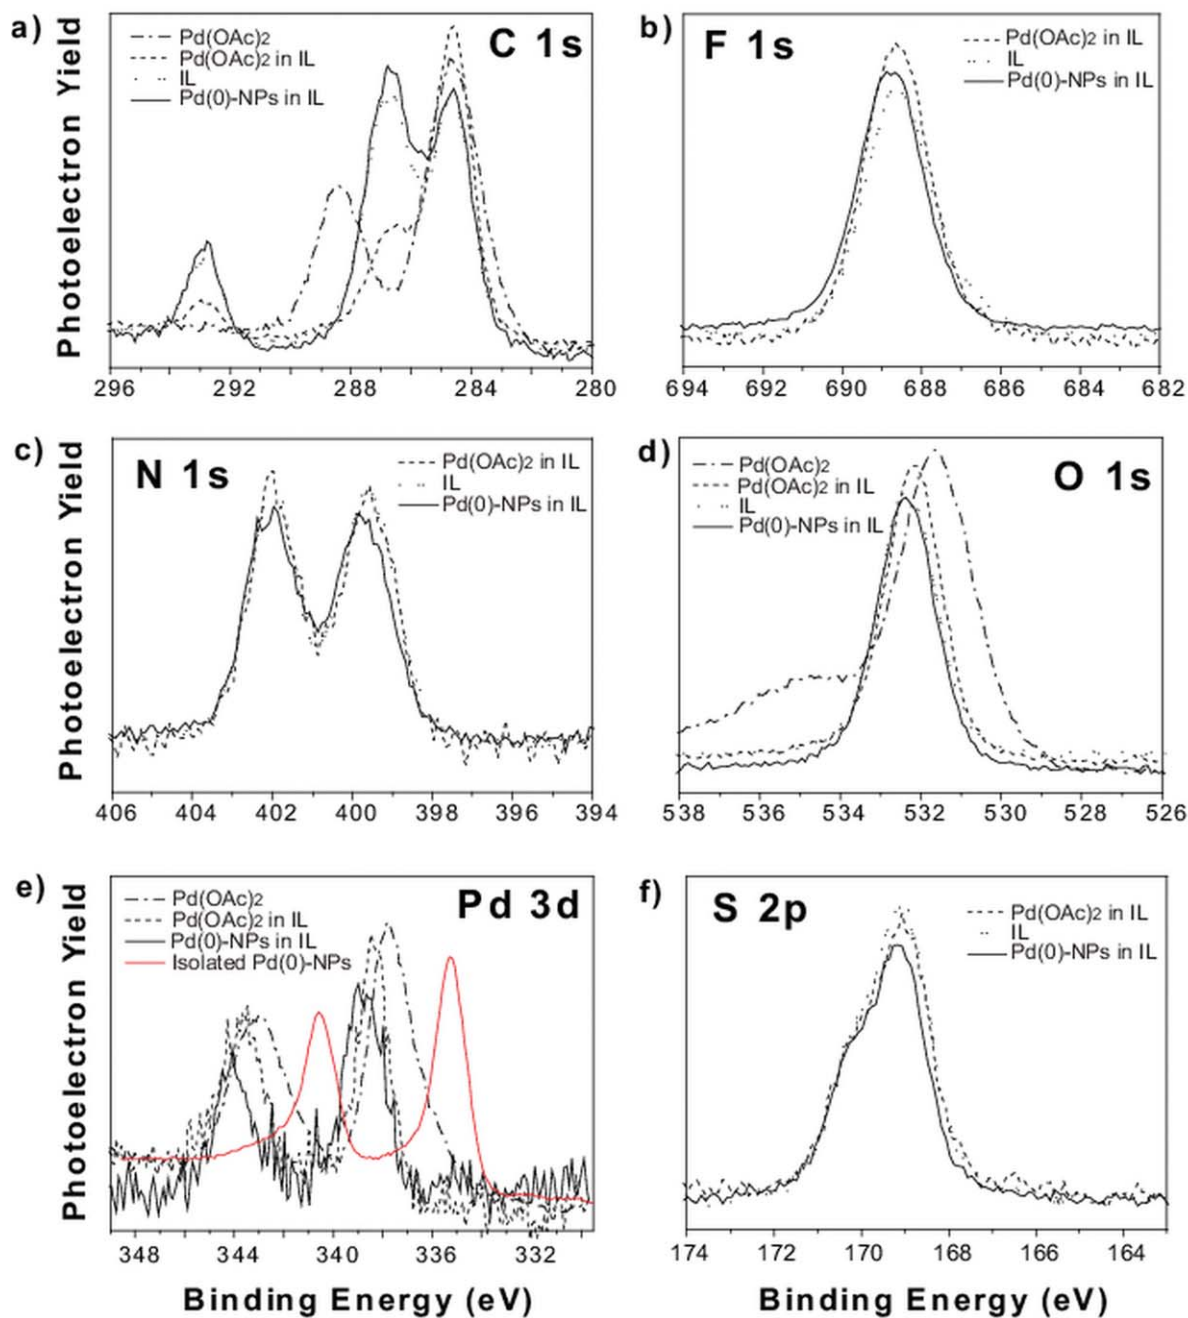 a)
C 1s
Pd(OAc)2
Pd(OAc)2 in IL
IL
Pd(0)-NPs in IL
Photoelectron Yield
296 292 288 284 280
b)
F 1s
Pd(OAc)2 in IL
IL
Pd(0)-NPs in IL
694 692 690 688 686 684 682
c)
N 1s
Pd(OAc)2 in IL
IL
Pd(0)-NPs in IL
Photoelectron Yield
406 404 402 400 398 396 394
d)
O 1s
Pd(OAc)2
Pd(OAc)2 in IL
IL
Pd(0)-NPs in IL
538 536 534 532 530 528 526
e)
Pd 3d
Pd(OAc)2
Pd(OAc)2 in IL
Pd(0)-NPs in IL
Isolated Pd(0)-NPs
Photoelectron Yield
348 344 340 336 332
Binding Energy (eV)
f)
S 2p
Pd(OAc)2 in IL
IL
Pd(0)-NPs in IL
174 172 170 168 166 164
Binding Energy (eV)